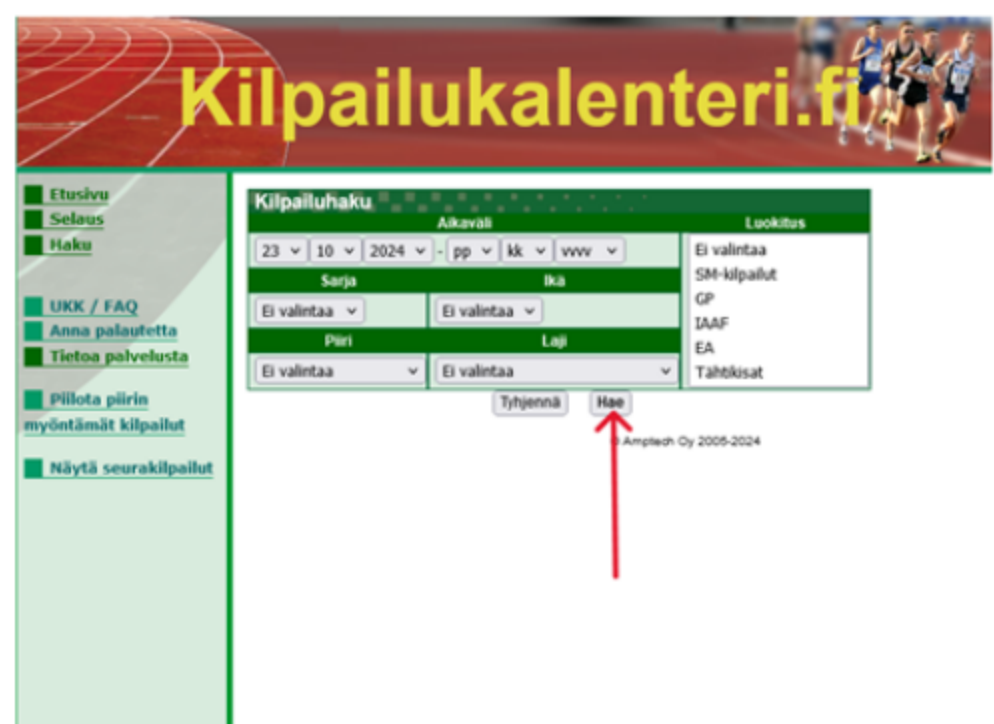 Kilpailukalenteri.fi
Etusivu
Selaus
Haku
UKK / FAQ
Anna palautetta
Tietoa palvelusta
Piilota piirin
myöntämät kilpailut
Näytä seurakilpailut
Kilpailuhaku
Aikaväli Luokitus
23 10 2024 - pp kk vvvv
Ei valintaa
SM-kilpailut
GP
IAAF
EA
Tähtikisat
Sarja Ikä
Ei valintaa Ei valintaa
Piiri Laji
Ei valintaa Ei valintaa
Tyhjennä Hae
© Amptech Oy 2005-2024